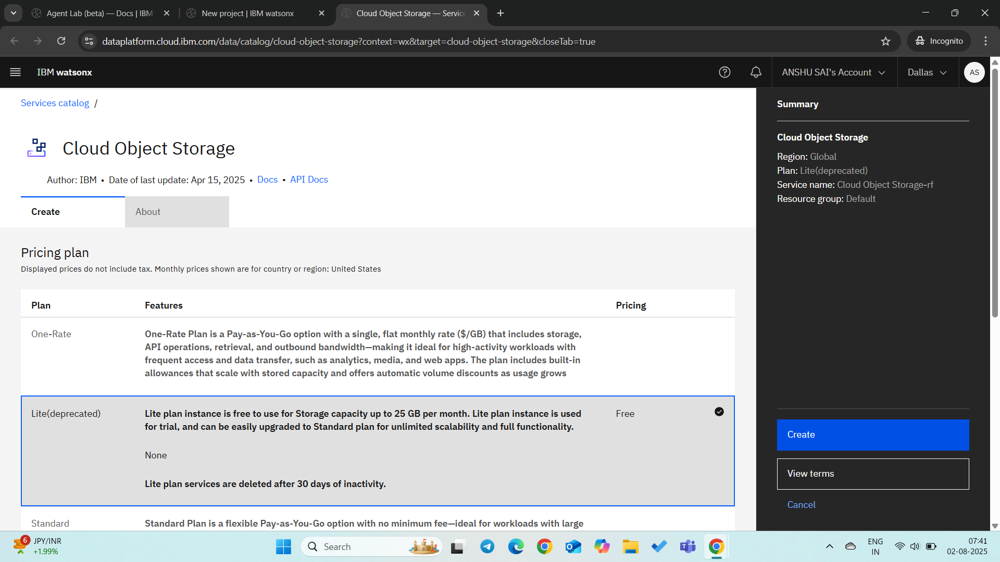 Agent Lab (beta) — Docs | IBM
New project | IBM watsonx
Cloud Object Storage — Service
dataplatform.cloud.ibm.com/data/catalog/cloud-object-storage?context=wx&target=cloud-object-storage&closeTab=true
Incognito
IBM watsonx
ANSHU SAI's Account
Dallas
AS
Services catalog /
Cloud Object Storage
Author: IBM • Date of last update: Apr 15, 2025 • Docs • API Docs
Create
About
Pricing plan
Displayed prices do not include tax. Monthly prices shown are for country or region: United States
Plan
Features
Pricing
One-Rate
One-Rate Plan is a Pay-as-You-Go option with a single, flat monthly rate ($/GB) that includes storage,
API operations, retrieval, and outbound bandwidth—making it ideal for high-activity workloads with
frequent access and data transfer, such as analytics, media, and web apps. The plan includes built-in
allowances that scale with stored capacity and offers automatic volume discounts as usage grows
Lite(deprecated)
Lite plan instance is free to use for Storage capacity up to 25 GB per month. Lite plan instance is used
for trial, and can be easily upgraded to Standard plan for unlimited scalability and full functionality.
Free
None
Lite plan services are deleted after 30 days of inactivity.
Standard
Standard Plan is a flexible Pay-as-You-Go option with no minimum fee—ideal for workloads with large
Summary
Cloud Object Storage
Region: Global
Plan: Lite(deprecated)
Service name: Cloud Object Storage-rf
Resource group: Default
Create
View terms
Cancel
6
JPY/INR
+1.99%
Search
ENG
IN
07:41
02-08-2025